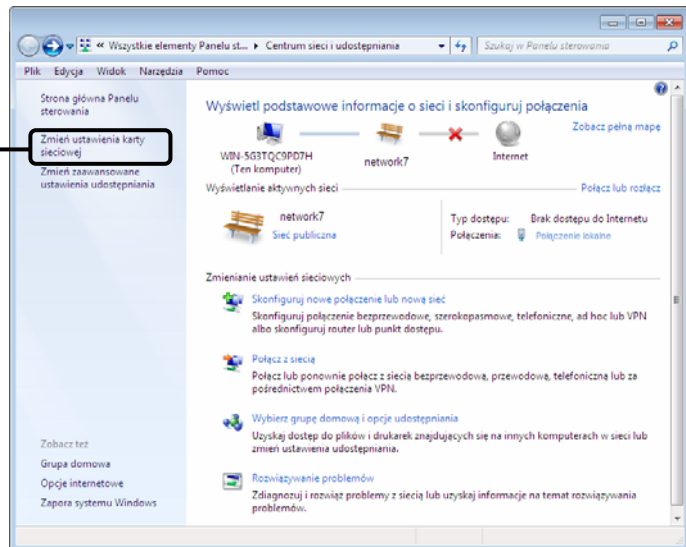 « Wszystkie elementy Panelu st... ▸ Centrum sieci i udostępniania
Szukaj w Panelu sterowania
Plik Edycja Widok Narzędzia Pomoc
Strona główna Panelu
sterowania
Zmień ustawienia karty
sieciowej
Zmień zaawansowane
ustawienia udostępniania
Wyświetl podstawowe informacje o sieci i skonfiguruj połączenia
Zobacz pełną mapę
WIN-5G3TQC9PD7H
(Ten komputer)
network7
Internet
Wyświetlanie aktywnych sieci
Połącz lub rozłącz
network7
Sieć publiczna
Typ dostępu: Brak dostępu do Internetu
Połączenia: Połączenie lokalne
Zmienianie ustawień sieciowych
Skonfiguruj nowe połączenie lub nową sieć
Skonfiguruj połączenie bezprzewodowe, szerokopasmowe, telefoniczne, ad hoc lub VPN
albo skonfiguruj router lub punkt dostępu.
Połącz z siecią
Połącz lub ponownie połącz z siecią bezprzewodową, przewodową, telefoniczną lub za
pośrednictwem połączenia VPN.
Wybierz grupę domową i opcje udostępniania
Uzyskaj dostęp do plików i drukarek znajdujących się na innych komputerach w sieci lub
zmień ustawienia udostępniania.
Rozwiązywanie problemów
Zdiagnozuj i rozwiąż problemy z siecią lub uzyskaj informacje na temat rozwiązywania
problemów.
Zobacz też
Grupa domowa
Opcje internetowe
Zapora systemu Windows